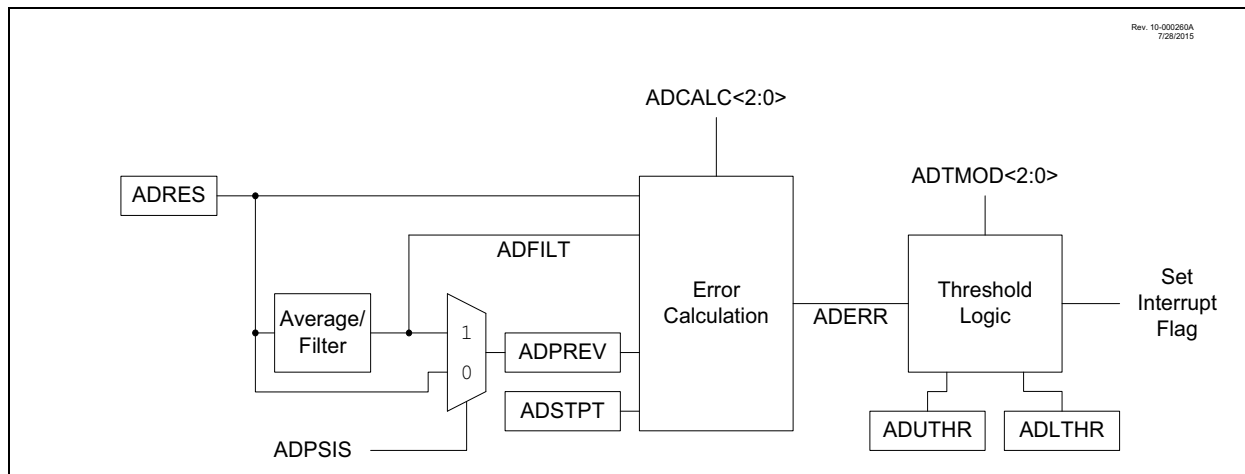 Rev. 10-000260A
7/28/2015
ADCALC<2:0>
ADTMOD<2:0>
ADRES
ADFILT
Error
Calculation
Threshold
Logic
Set
Interrupt
Flag
ADERR
Average/
Filter
1
0
ADPREV
ADSTPT
ADPSIS
ADUTHR
ADLTHR